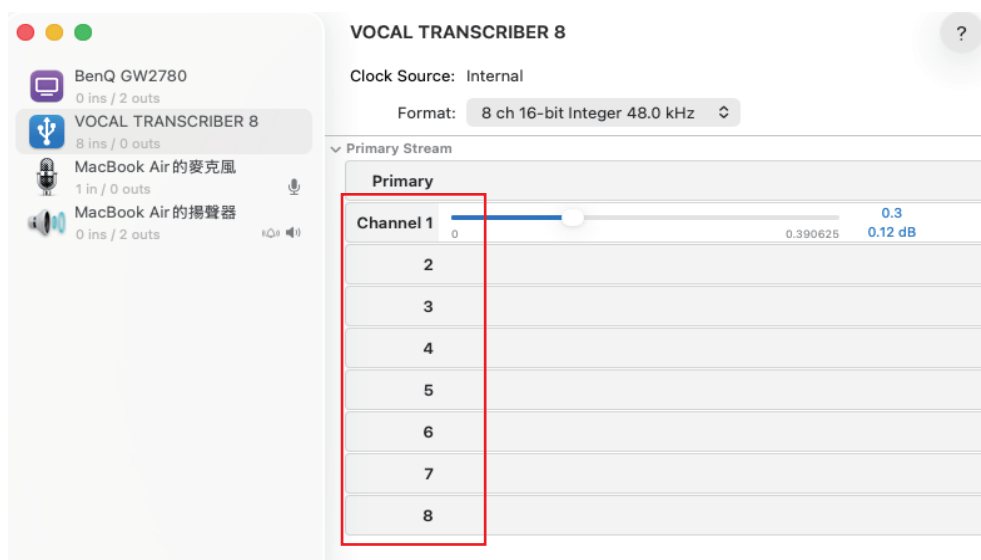 BenQ GW2780
0 ins / 2 outs
VOCAL TRANSCRIBER 8
8 ins / 0 outs
MacBook Air的麥克風
1 in / 0 outs
MacBook Air的揚聲器
0 ins / 2 outs
VOCAL TRANSCRIBER 8
?
Clock Source: Internal
Format: 8 ch 16-bit Integer 48.0 kHz
Primary Stream
Primary
Channel 1
0
0.390625
0.3
0.12 dB
2
3
4
5
6
7
8